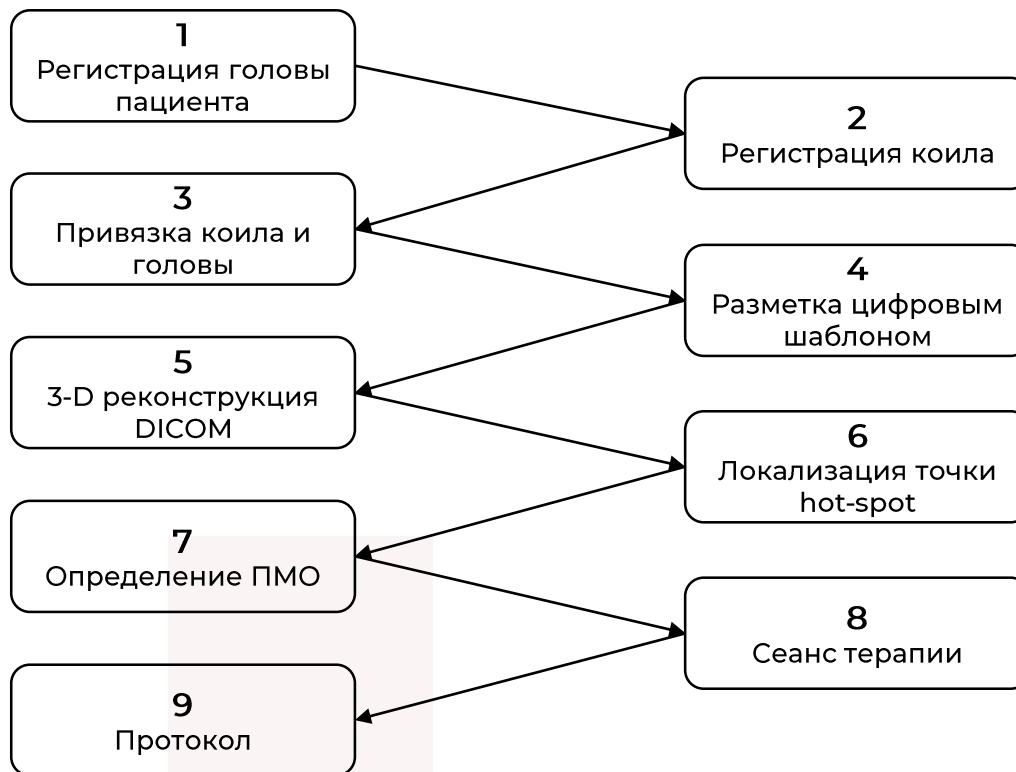 1
Регистрация головы
пациента
2
Регистрация коила
3
Привязка коила и
головы
4
Разметка цифровым
шаблоном
5
3-D реконструкция
DICOM
6
Локализация точки
hot-spot
7
Определение ПМО
8
Сеанс терапии
9
Протокол